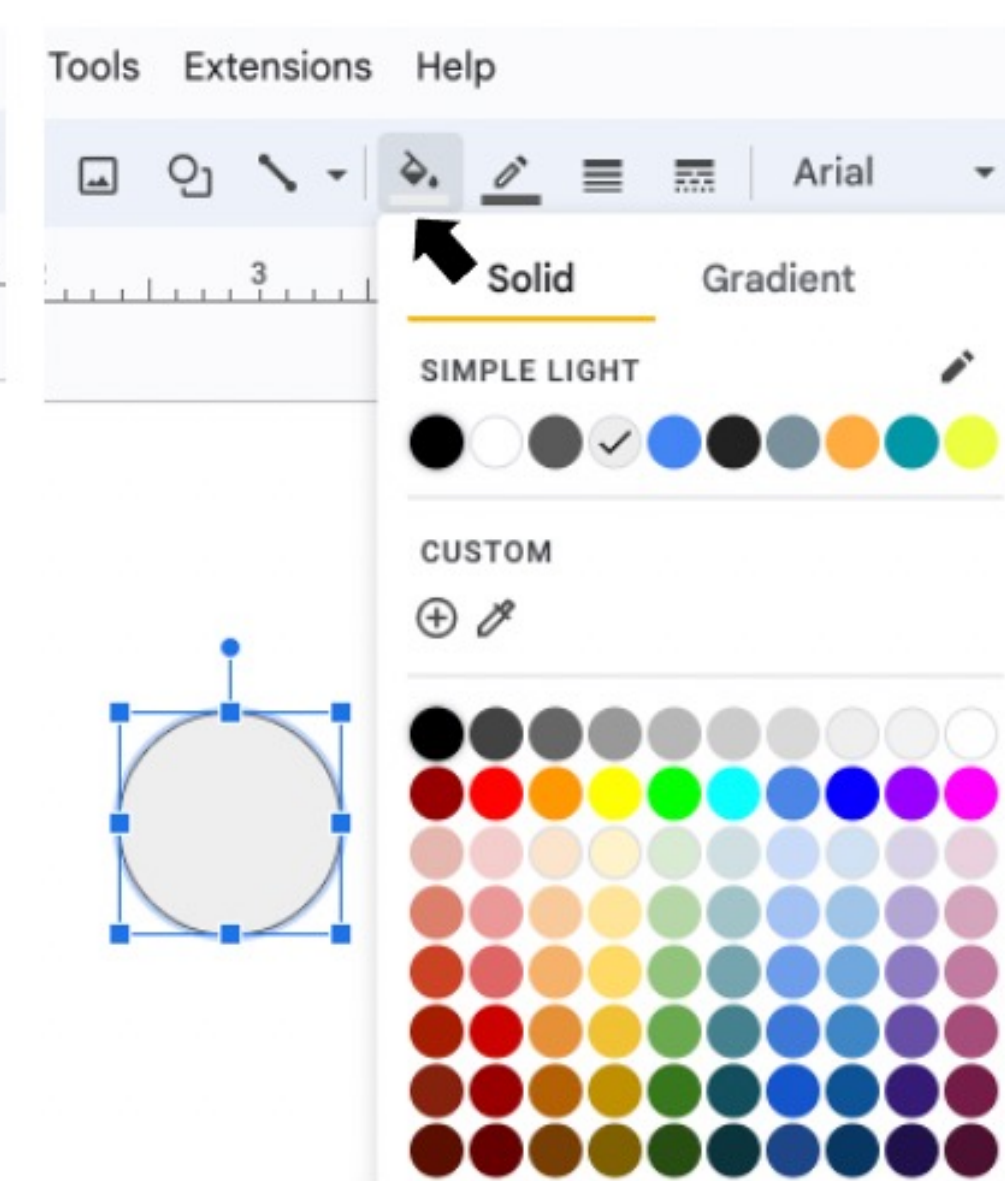 Tools Extensions Help
Arial
3
Solid Gradient
SIMPLE LIGHT
CUSTOM